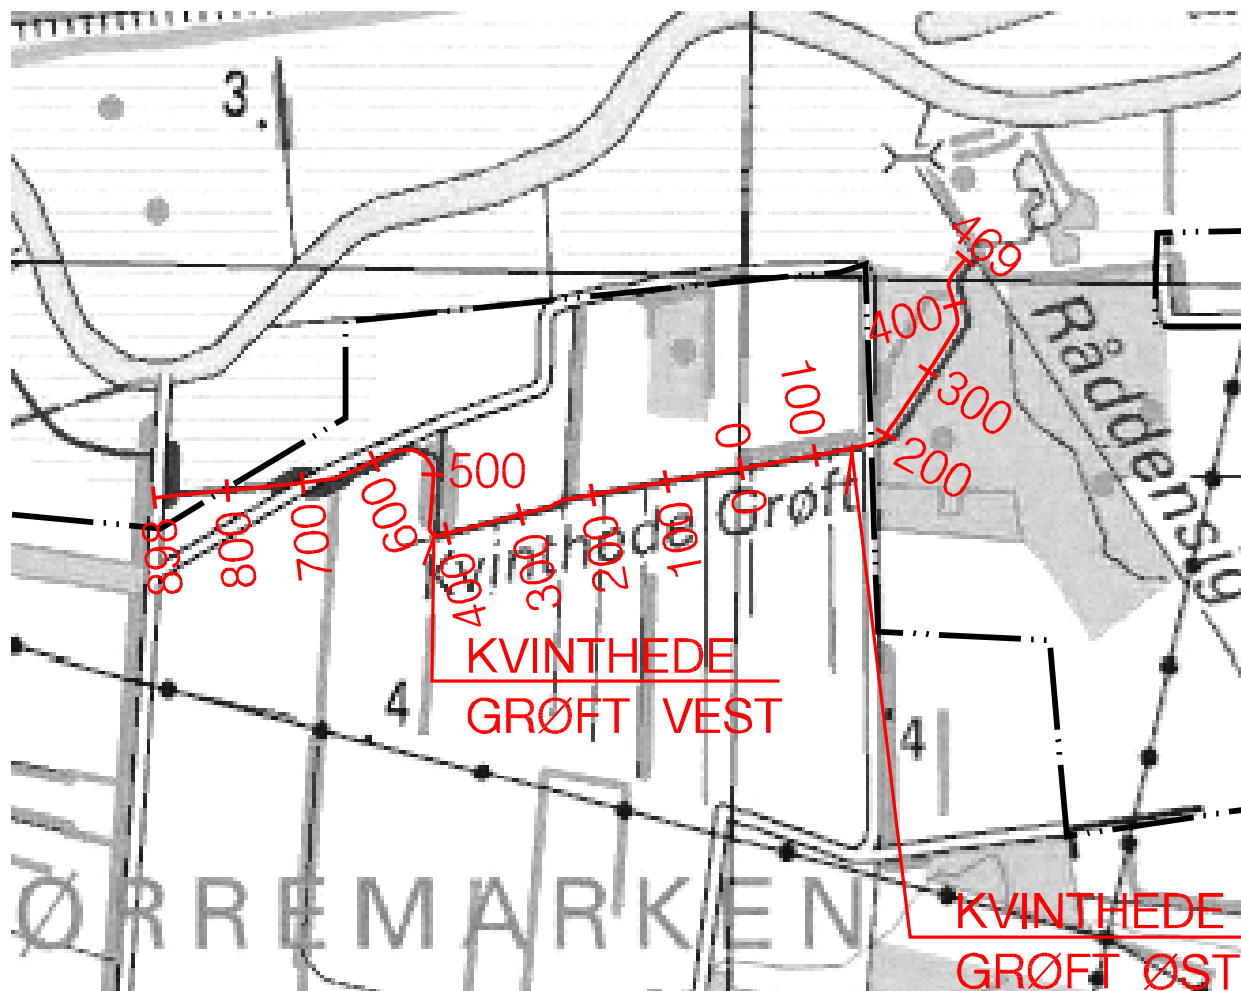 3.
469
400
Råddensig
300
100
0
200
500
Kvinthede Grøft
0
100
200
300
400
600
700
800
898
KVINTHEDE
GRØFT VEST
4
4
ØRREMARKEN
KVINTHEDE
GRØFT ØST